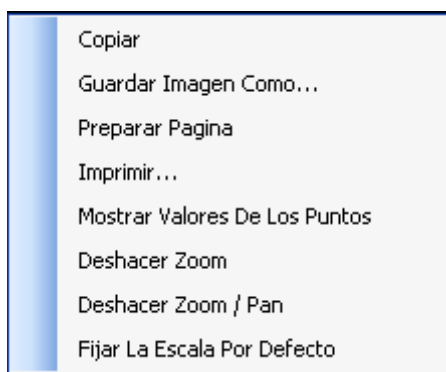 Copiar
Guardar Imagen Como...
Preparar Pagina
Imprimir...
Mostrar Valores De Los Puntos
Deshacer Zoom
Deshacer Zoom / Pan
Fijar La Escala Por Defecto